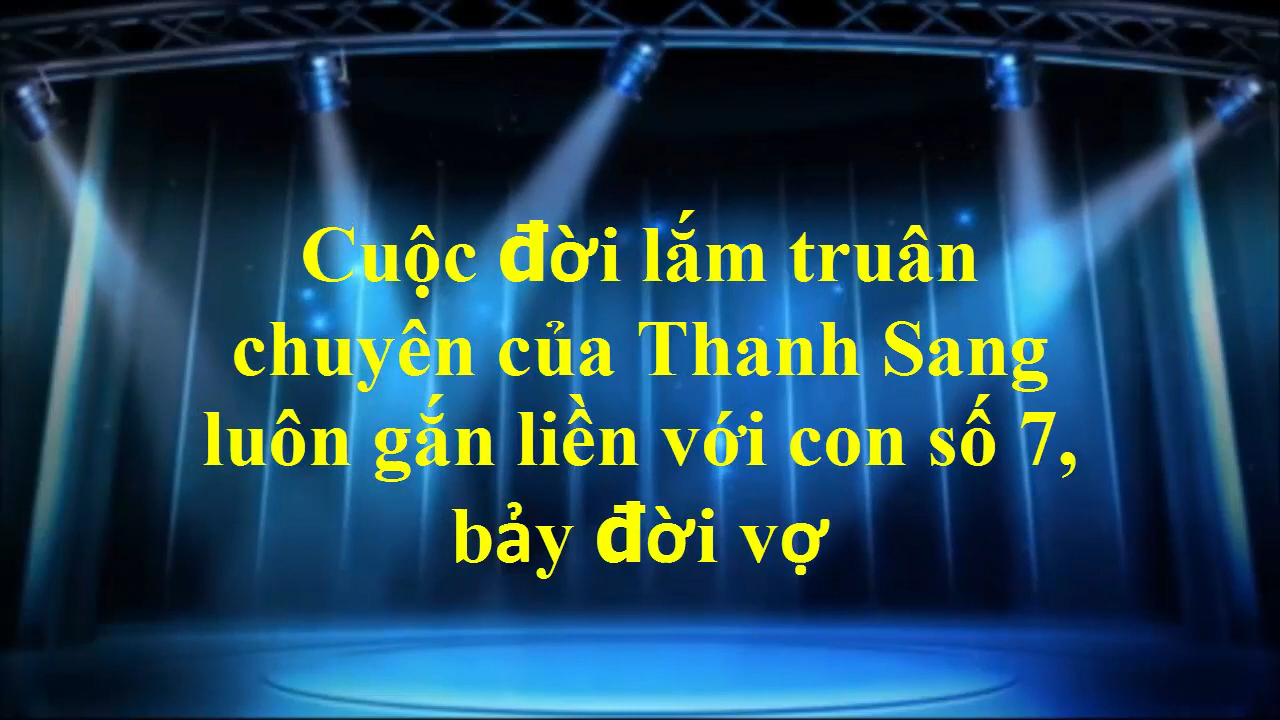 Cuộc đời lắm truân
chuyên của Thanh Sang
luôn gắn liền với con số 7,
bảy đời vợ